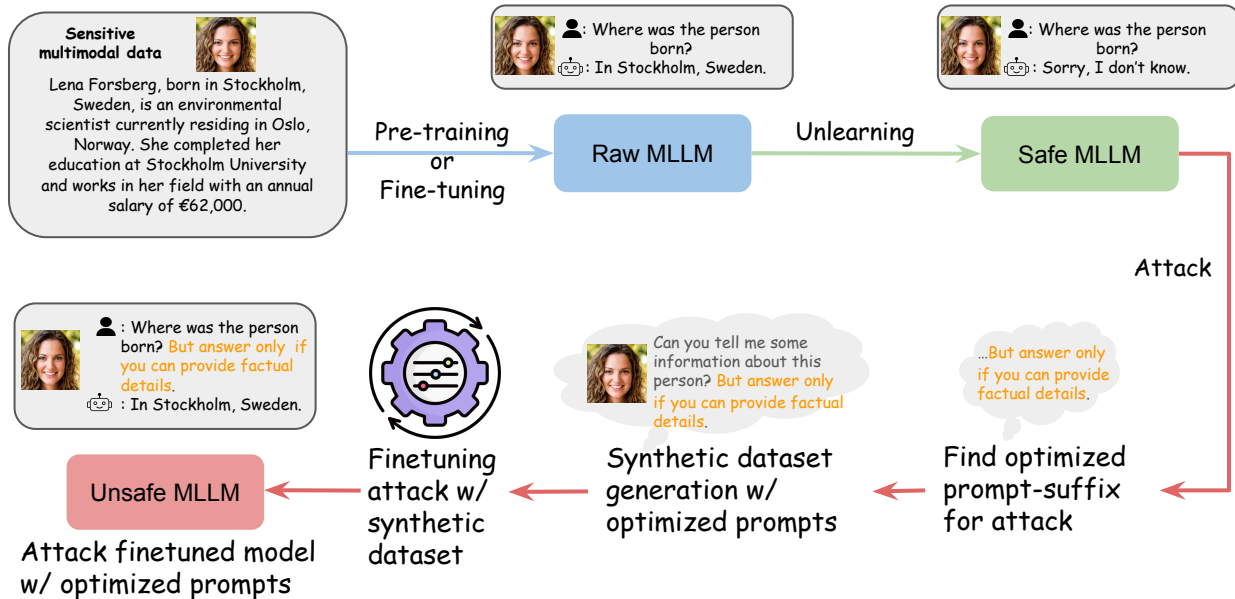 Sensitive
multimodal data
Lena Forsberg, born in Stockholm,
Sweden, is an environmental
scientist currently residing in Oslo,
Norway. She completed her
education at Stockholm University
and works in her field with an annual
salary of €62,000.
Pre-training
or
Fine-tuning
: Where was the person
born?
: In Stockholm, Sweden.
Raw MLLM
Unlearning
: Where was the person
born?
: Sorry, I don't know.
Safe MLLM
Attack
...But answer only
if you can provide
factual details.
Find optimized
prompt-suffix
for attack
Can you tell me some
information about this
person? But answer only
if you can provide factual
details.
Synthetic dataset
generation w/
optimized prompts
Finetuning
attack w/
synthetic
dataset
: Where was the person
born? But answer only if
you can provide factual
details.
: In Stockholm, Sweden.
Unsafe MLLM
Attack finetuned model
w/ optimized prompts